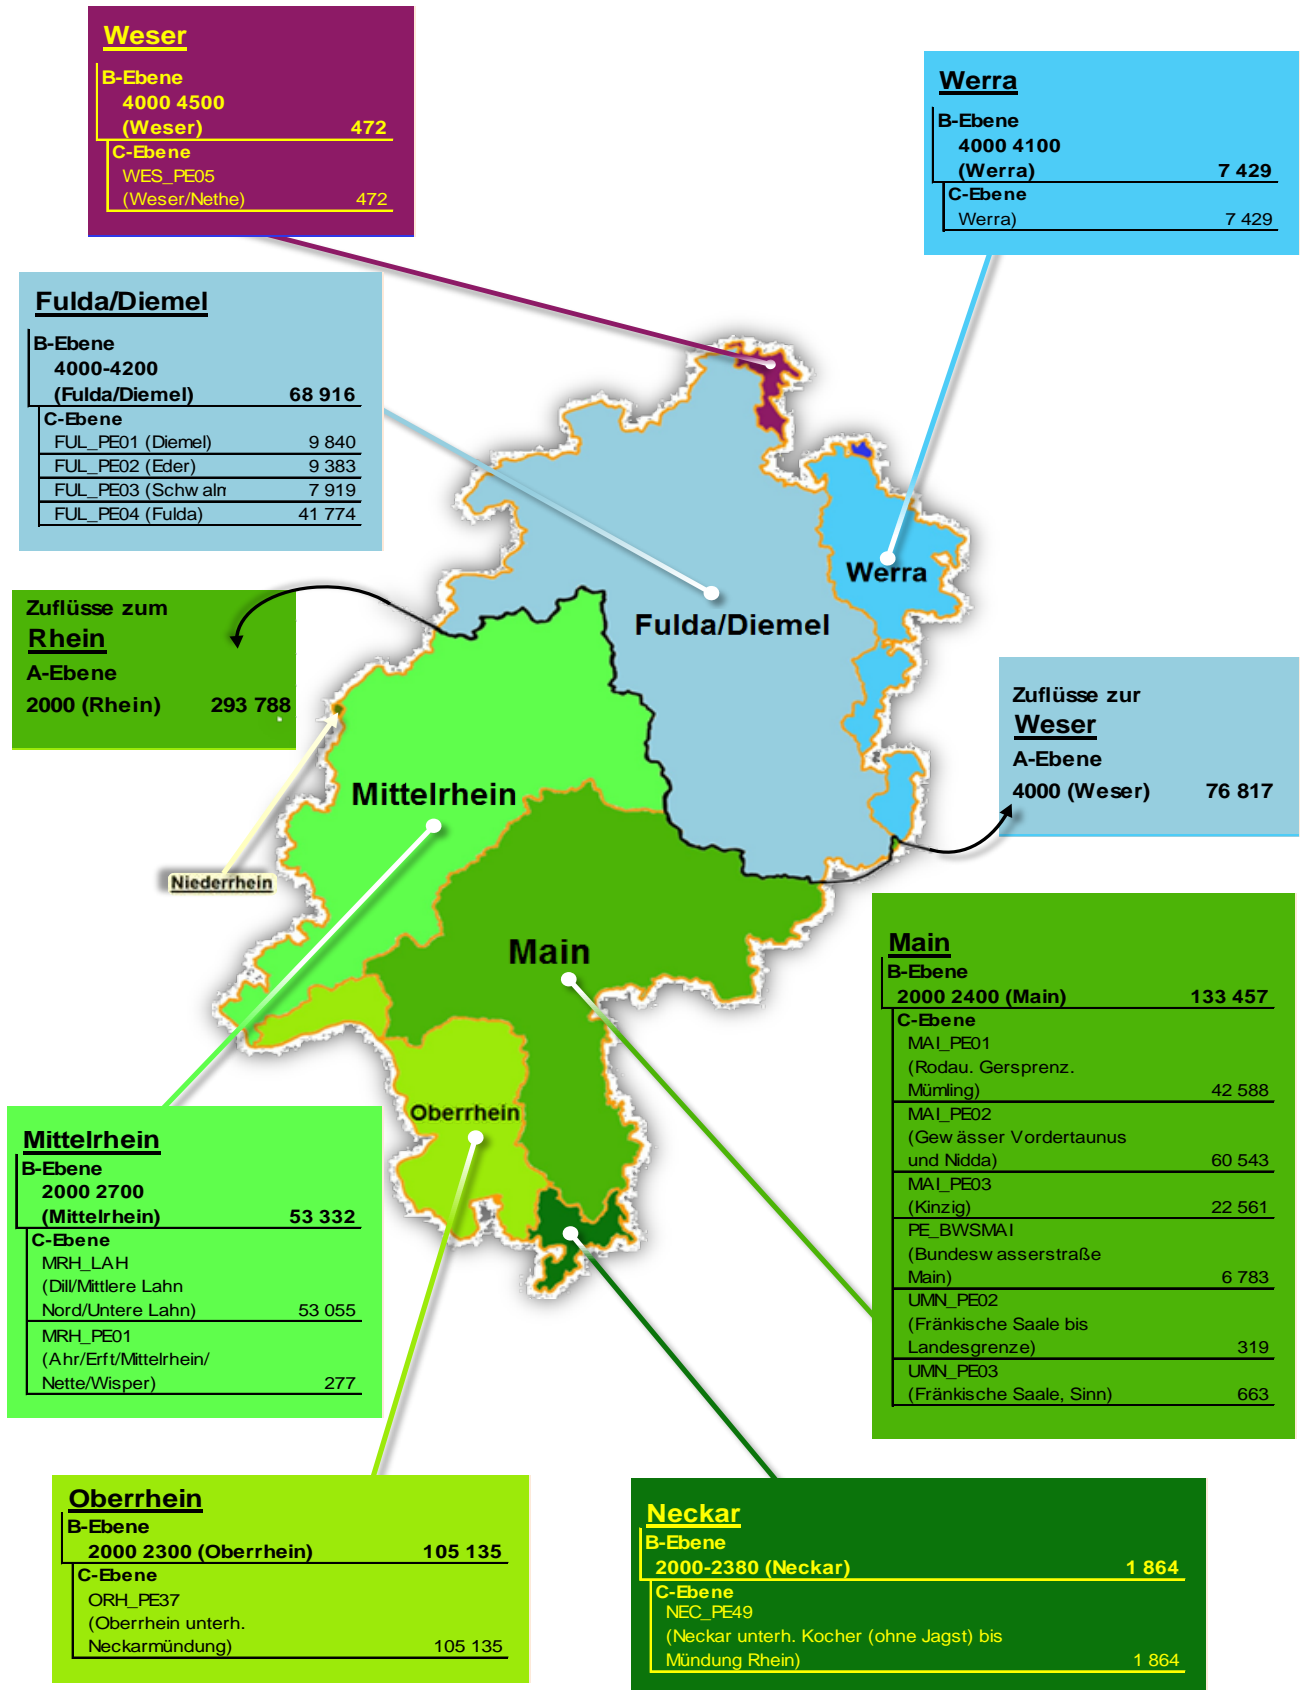 Weser
B-Ebene
4000 4500
(Weser) 472
C-Ebene
WES_PE05
(Weser/Nethe) 472
Werra
B-Ebene
4000 4100
(Werra) 7 429
C-Ebene
Werra) 7 429
Fulda/Diemel
B-Ebene
4000-4200
(Fulda/Diemel) 68 916
C-Ebene
FUL_PE01 (Diemel) 9 840
FUL_PE02 (Eder) 9 383
FUL_PE03 (Schwalm 7 919
FUL_PE04 (Fulda) 41 774
Werra
Fulda/Diemel
Zuflüsse zum
Rhein
A-Ebene
2000 (Rhein) 293 788
Zuflüsse zur
Weser
A-Ebene
4000 (Weser) 76 817
Mittelrhein
Niederrhein
Main
Oberrhein
Main
B-Ebene
2000 2400 (Main) 133 457
C-Ebene
MAI_PE01
(Rodau. Gersprenz.
Mümling) 42 588
MAI_PE02
(Gewässer Vordertaunus
und Nidda) 60 543
MAI_PE03
(Kinzig) 22 561
PE_BWSMAI
(Bundeswasserstraße
Main) 6 783
UMN_PE02
(Fränkische Saale bis
Landesgrenze) 319
UMN_PE03
(Fränkische Saale, Sinn) 663
Mittelrhein
B-Ebene
2000 2700
(Mittelrhein) 53 332
C-Ebene
MRH_LAH
(Dill/Mittlere Lahn
Nord/Untere Lahn) 53 055
MRH_PE01
(Ahr/Erft/Mittelrhein/
Nette/Wisper) 277
Oberrhein
B-Ebene
2000 2300 (Oberrhein) 105 135
C-Ebene
ORH_PE37
(Oberrhein unterh.
Neckarmündung) 105 135
Neckar
B-Ebene
2000-2380 (Neckar) 1 864
C-Ebene
NEC_PE49
(Neckar unterh. Kocher (ohne Jagst) bis
Mündung Rhein) 1 864